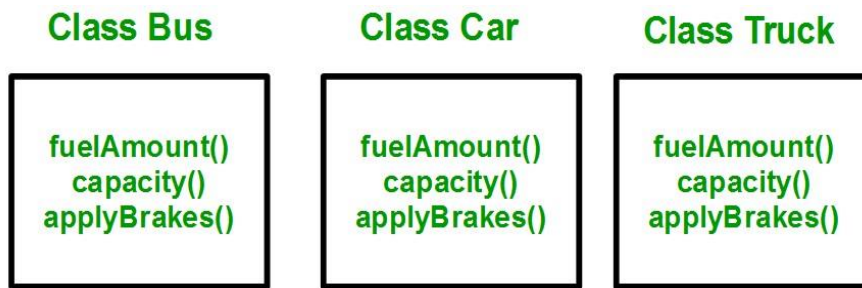 Class Bus
Class Car
Class Truck
fuelAmount()
capacity()
applyBrakes()
fuelAmount()
capacity()
applyBrakes()
fuelAmount()
capacity()
applyBrakes()